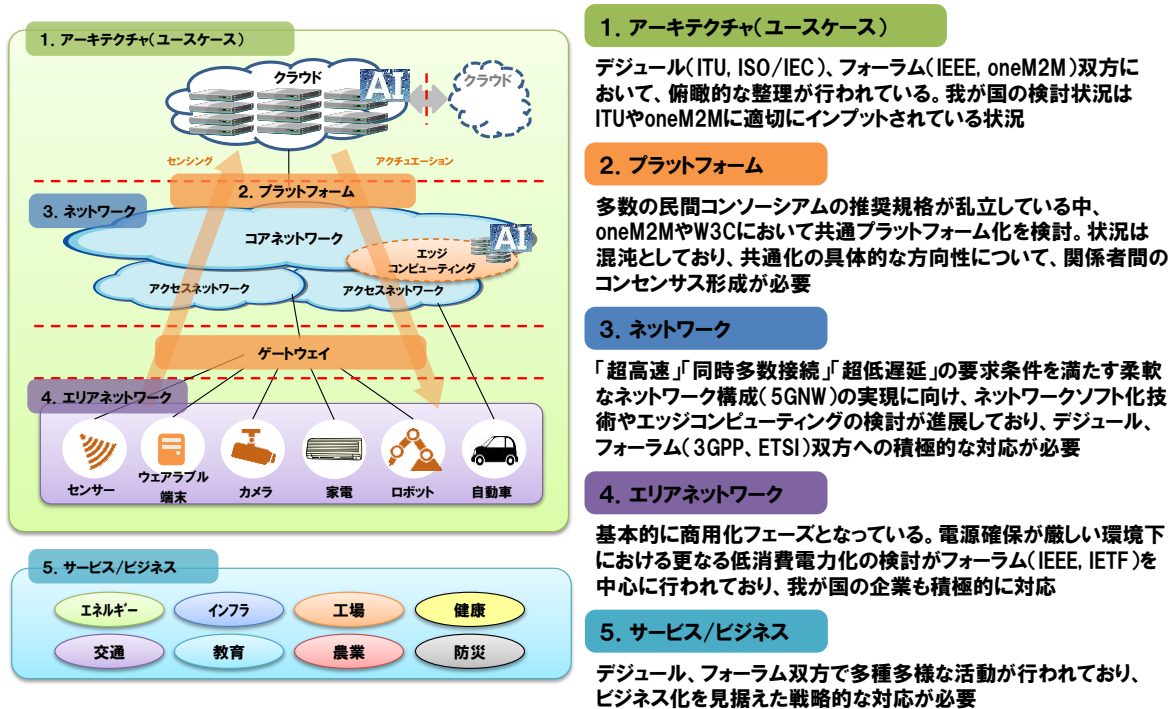 1. アーキテクチャ(ユースケース)
クラウド
AI
クラウド
センシング
アクチュエーション
2. プラットフォーム
3. ネットワーク
コアネットワーク
エッジ
コンピューティング
AI
アクセスネットワーク
アクセスネットワーク
ゲートウェイ
4. エリアネットワーク
センサー
ウェアラブル
端末
カメラ
家電
ロボット
自動車
5. サービス/ビジネス
エネルギー
インフラ
工場
健康
交通
教育
農業
防災
1. アーキテクチャ(ユースケース)
デジュール(ITU, ISO/IEC)、フォーラム(IEEE, oneM2M)双方に
おいて、俯瞰的な整理が行われている。我が国の検討状況は
ITUやoneM2Mに適切にインプットされている状況
2. プラットフォーム
多数の民間コンソーシアムの推奨規格が乱立している中、
oneM2MやW3Cにおいて共通プラットフォーム化を検討。状況は
混沌としており、共通化の具体的な方向性について、関係者間の
コンセンサス形成が必要
3. ネットワーク
「超高速」「同時多数接続」「超低遅延」の要求条件を満たす柔軟
なネットワーク構成(5GNW)の実現に向け、ネットワークソフト化技
術やエッジコンピューティングの検討が進展しており、デジュール、
フォーラム(3GPP、ETSI)双方への積極的な対応が必要
4. エリアネットワーク
基本的に商用化フェーズとなっている。電源確保が厳しい環境下
における更なる低消費電力化の検討がフォーラム(IEEE, IETF)を
中心に行われており、我が国の企業も積極的に対応
5. サービス/ビジネス
デジュール、フォーラム双方で多種多様な活動が行われており、
ビジネス化を見据えた戦略的な対応が必要